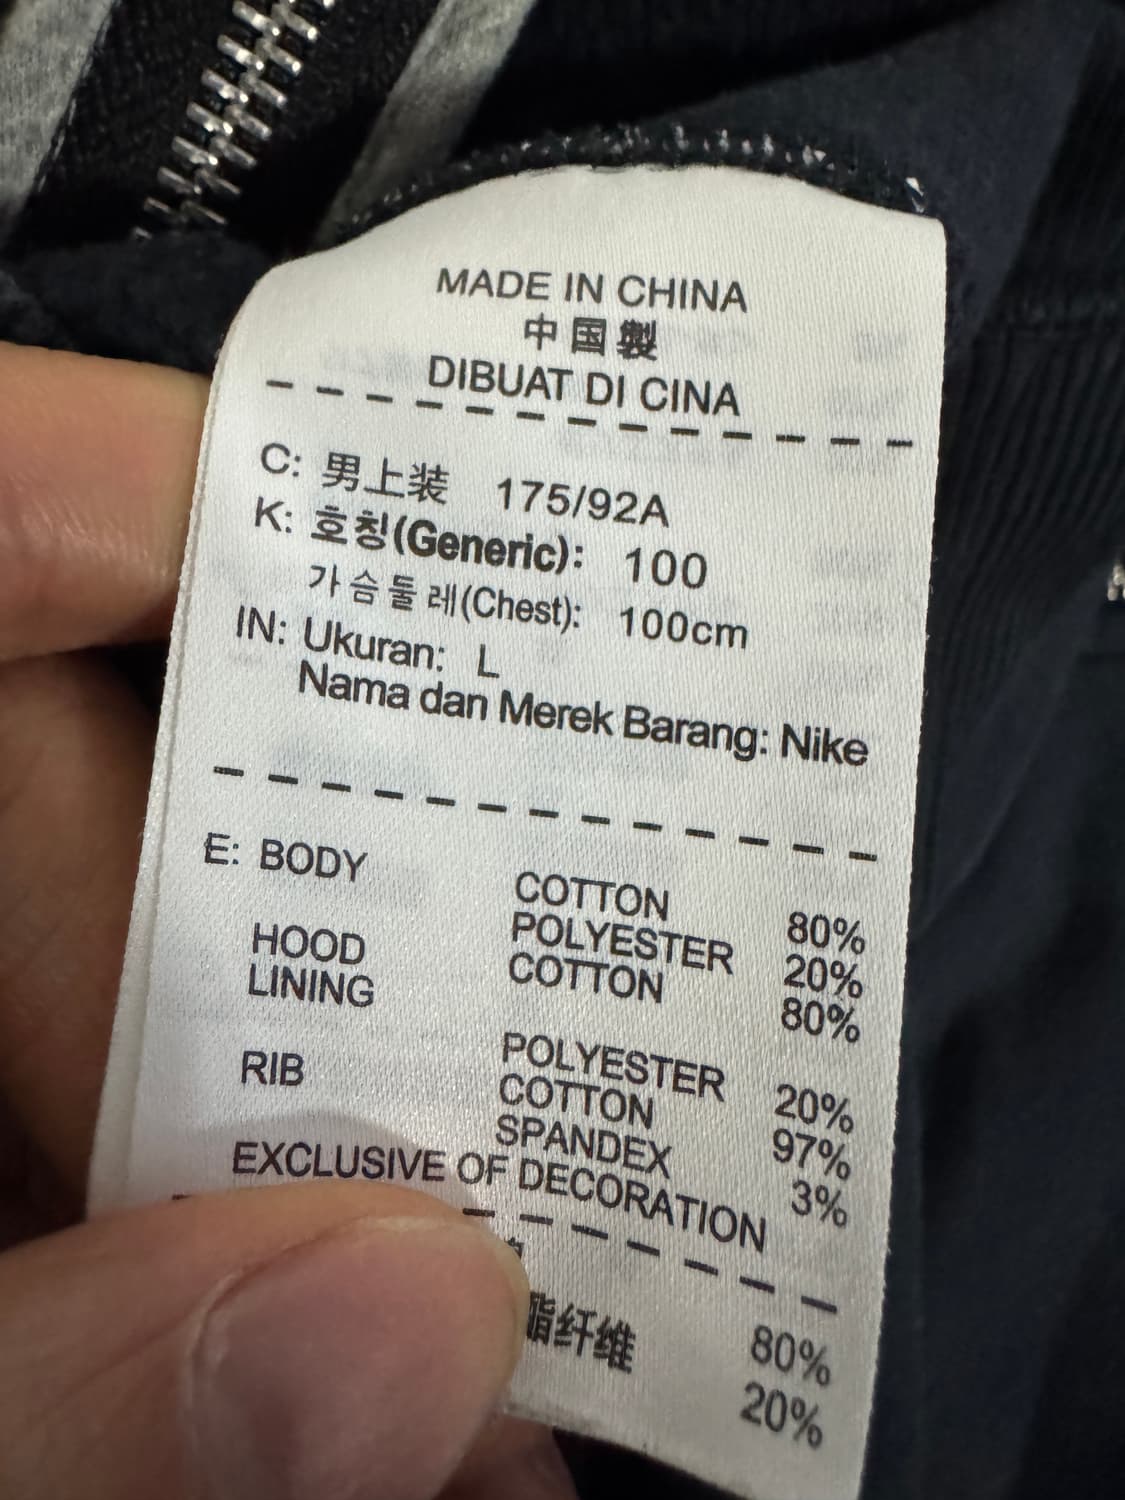 MADE IN CHINA
中国製
DIBUAT DI CINA
C: 男上装 175/92A
K: 호칭(Generic): 100
가슴둘레(Chest): 100cm
IN: Ukuran: L
Nama dan Merek Barang: Nike
E: BODY COTTON 80%
POLYESTER 20%
HOOD LINING COTTON 80%
POLYESTER 20%
RIB COTTON 97%
SPANDEX 3%
EXCLUSIVE OF DECORATION
80%
酯纤维 20%